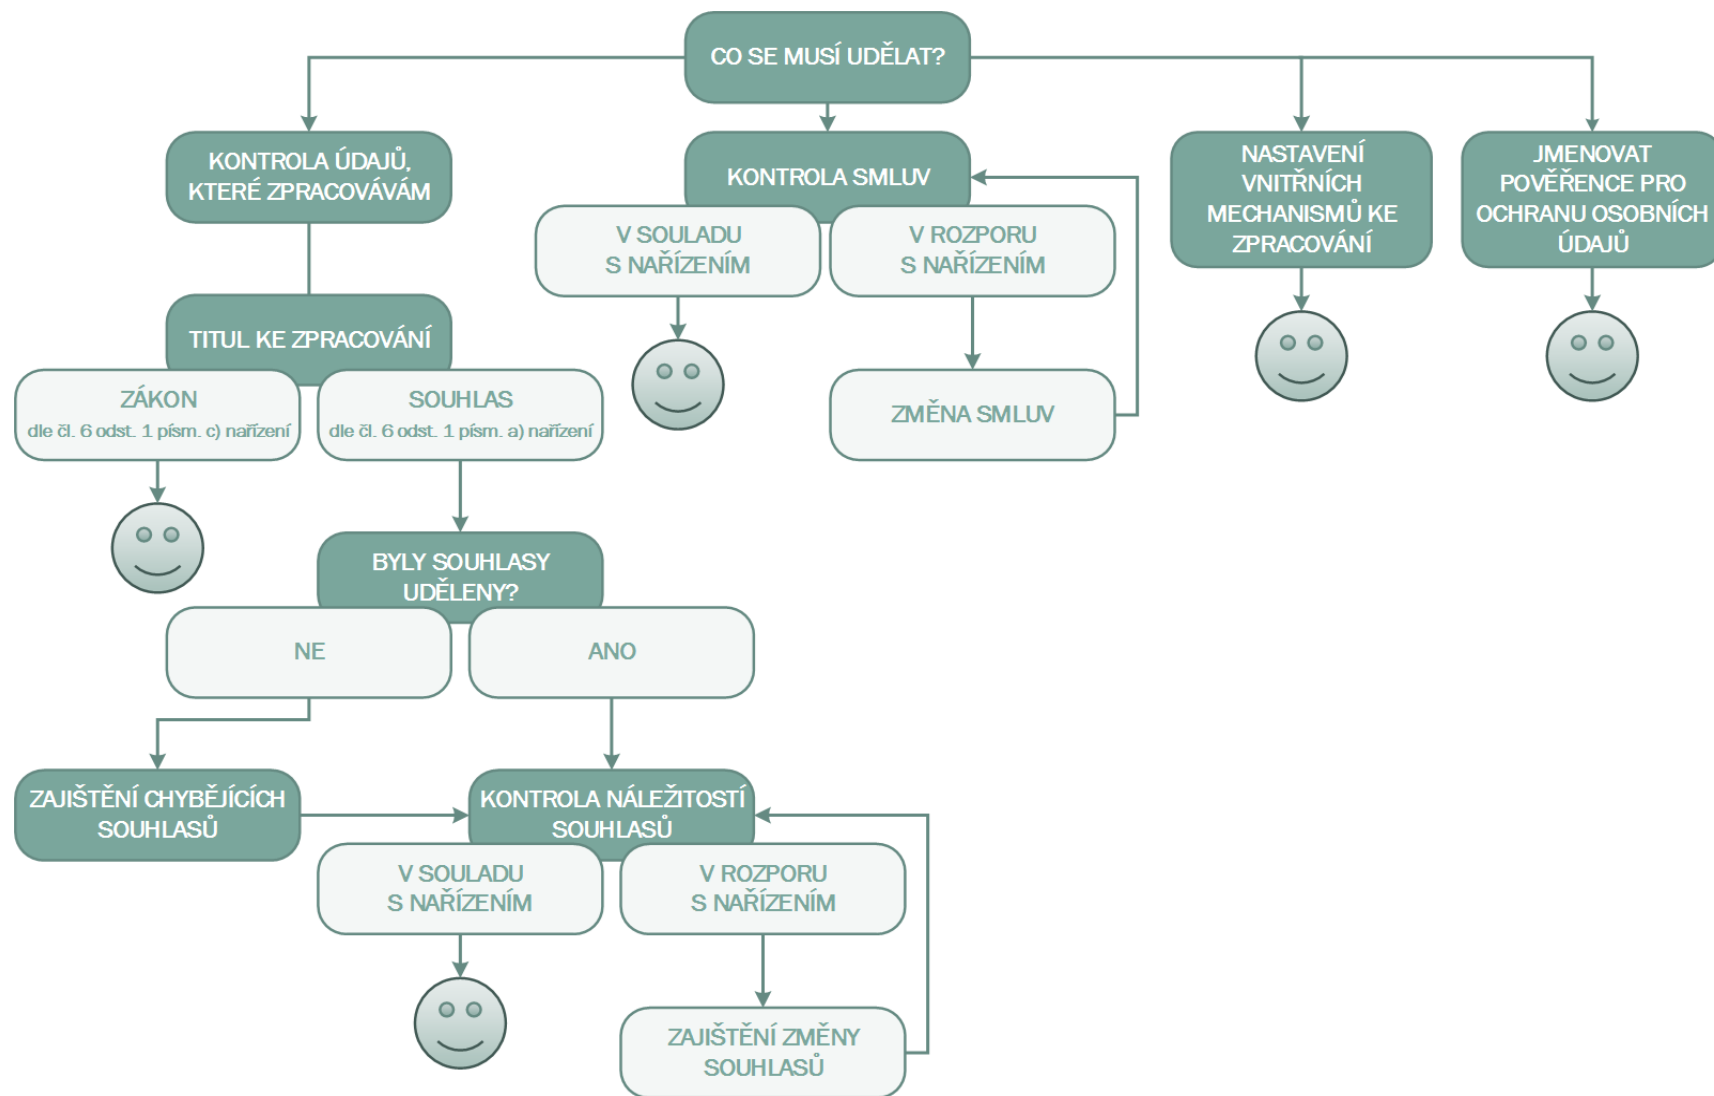 CO SE MUSÍ UDĚLAT?
KONTROLA ÚDAJŮ,
KTERÉ ZPRACOVÁVÁM
KONTROLA SMLUV
NASTAVENÍ
VNITŘNÍCH
MECHANISMŮ KE
ZPRACOVÁNÍ
JMENOVAT
POVĚŘENCE PRO
OCHRANU OSOBNÍCH
ÚDAJŮ
V SOULADU
S NAŘÍZENÍM
V ROZPORU
S NAŘÍZENÍM
TITUL KE ZPRACOVÁNÍ
ZÁKON
dle čl. 6 odst. 1 písm. c) nařízení
SOUHLAS
dle čl. 6 odst. 1 písm. a) nařízení
ZMĚNA SMLUV
BYLY SOUHLASY
UDĚLENY?
NE
ANO
ZAJIŠTĚNÍ CHYBĚJÍCÍCH
SOUHLASŮ
KONTROLA NÁLEŽITOSTÍ
SOUHLASŮ
V SOULADU
S NAŘÍZENÍM
V ROZPORU
S NAŘÍZENÍM
ZAJIŠTĚNÍ ZMĚNY
SOUHLASŮ